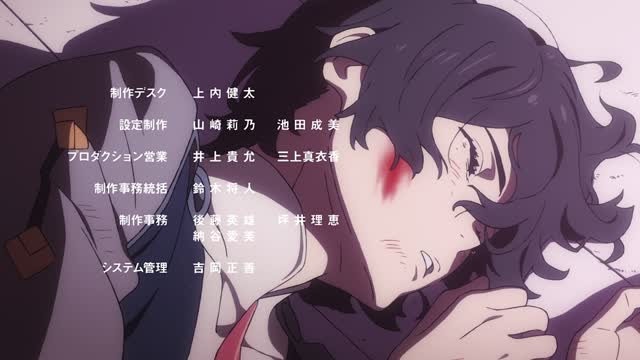 制作デスク 上内健太
設定制作 山崎莉乃 池田成美
プロダクション営業 井上貴允 三上真衣香
制作事務統括 鈴木将人
制作事務 後藤英雄 坪井理恵
納谷愛美
システム管理 吉岡正善